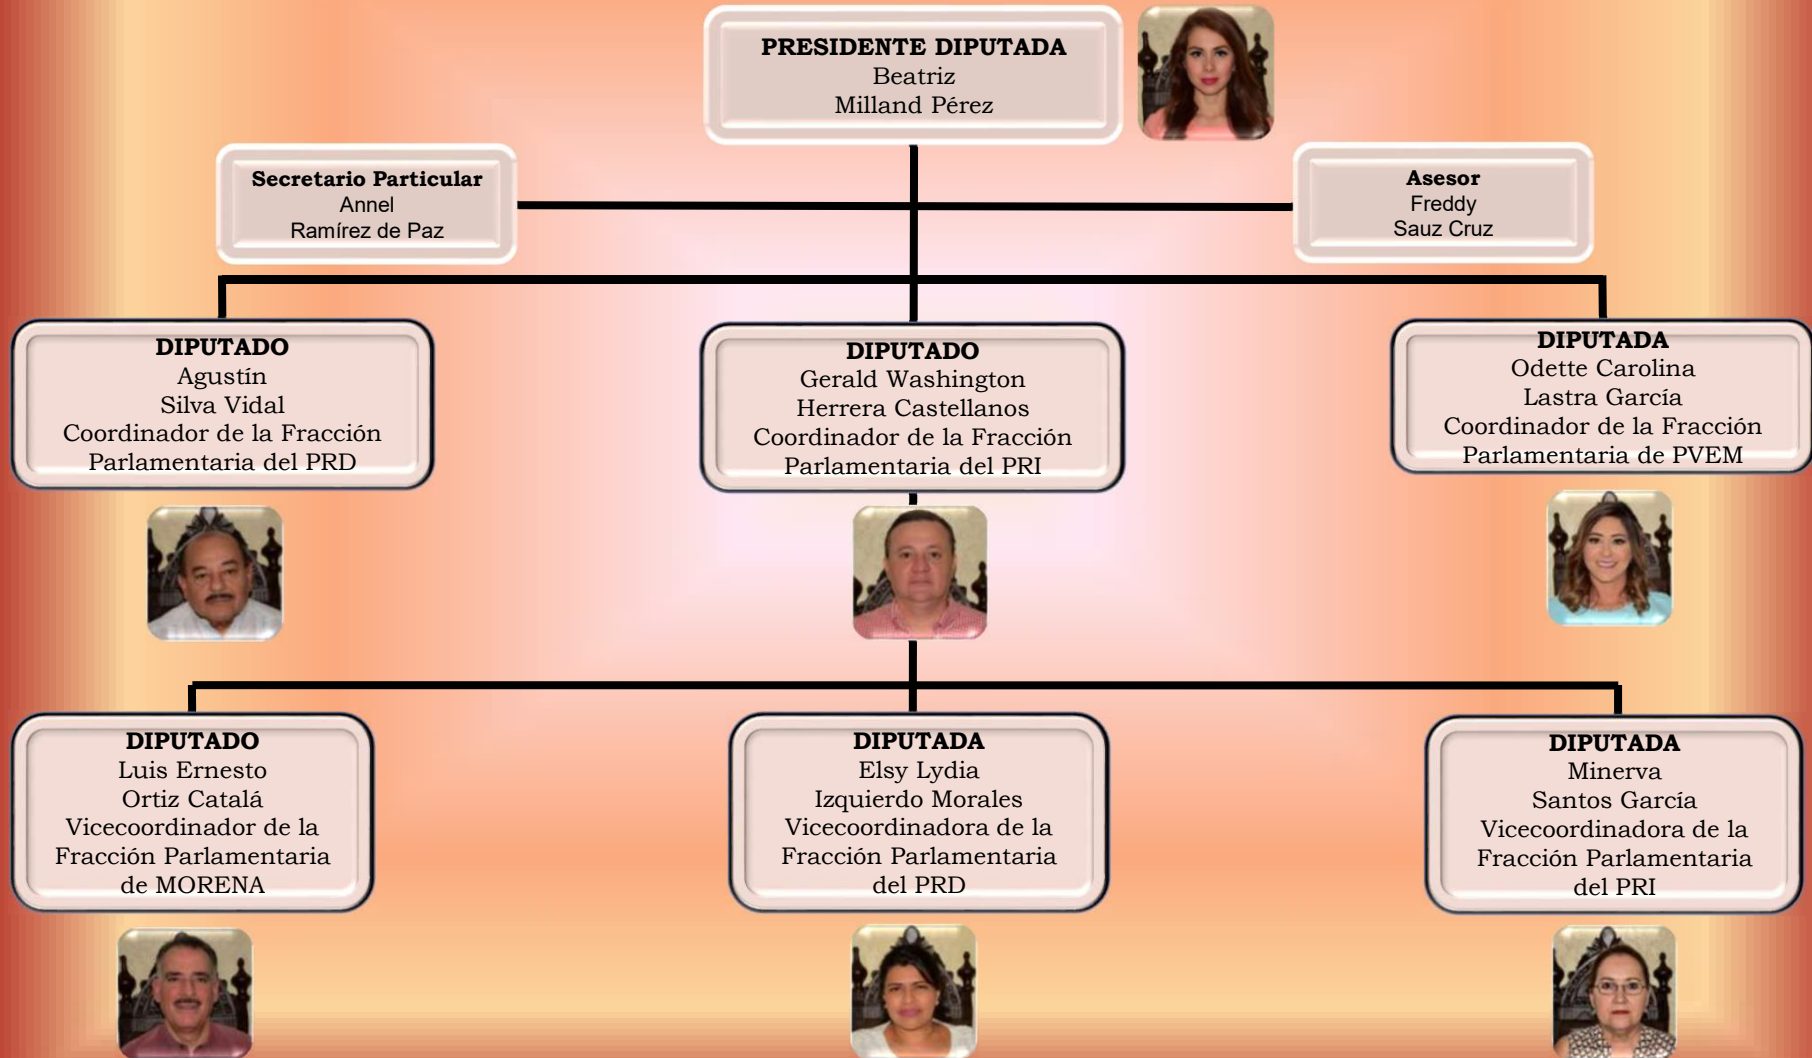 PRESIDENTE DIPUTADA
Beatriz
Milland Pérez
Secretario Particular
Annel
Ramírez de Paz
Asesor
Freddy
Sauz Cruz
DIPUTADO
Agustín
Silva Vidal
Coordinador de la Fracción
Parlamentaria del PRD
DIPUTADO
Gerald Washington
Herrera Castellanos
Coordinador de la Fracción
Parlamentaria del PRI
DIPUTADA
Odette Carolina
Lastra García
Coordinador de la Fracción
Parlamentaria de PVEM
DIPUTADO
Luis Ernesto
Ortiz Catalá
Vicecoordinador de la
Fracción Parlamentaria
de MORENA
DIPUTADA
Elsy Lydia
Izquierdo Morales
Vicecoordinadora de la
Fracción Parlamentaria
del PRD
DIPUTADA
Minerva
Santos García
Vicecoordinadora de la
Fracción Parlamentaria
del PRI